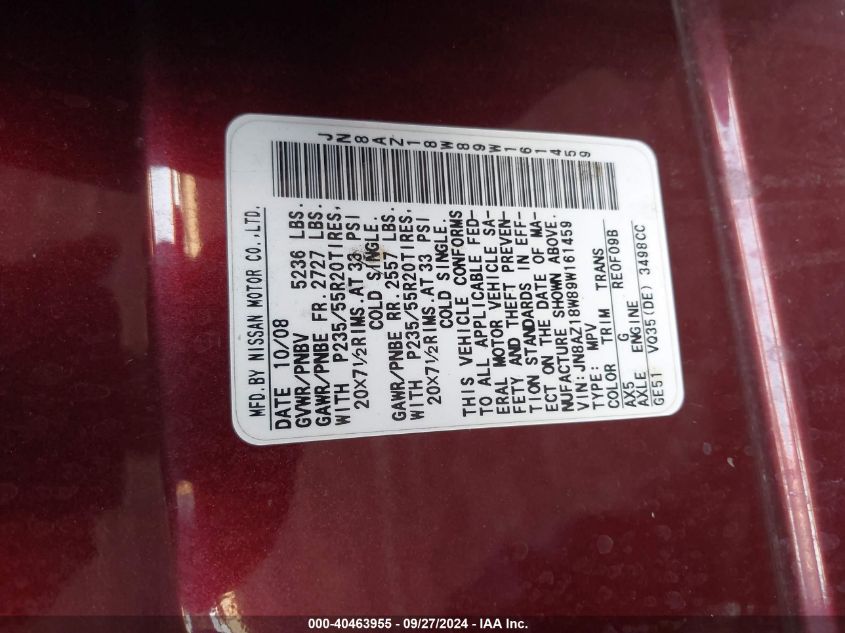 JN8AZ18W89W161459
MFD.BY NISSAN MOTOR CO.,LTD.
DATE 10/08
GVWR/PNBV 5236 LBS.
GAWR/PNBE FR.2727 LBS.
WITH P235/55R20TIRES,
20X7 1/2RIMS.AT 33 PSI
COLD SINGLE.
GAWR/PNBE RR.2557 LBS.
WITH P235/55R20TIRES,
20X7 1/2RIMS.AT 33 PSI
COLD SINGLE.
THIS VEHICLE CONFORMS
TO ALL APPLICABLE FED-
ERAL MOTOR VEHICLE SA-
FETY AND THEFT PREVEN-
TION STANDARDS IN EFF-
ECT ON THE DATE OF MA-
NUFACTURE SHOWN ABOVE.
VIN:JN8AZ18W89W161459
TYPE: MPV
COLOR TRIM TRANS
AX5 G RE0F09B
AXLE ENGINE
GE51 VQ35(DE) 3498CC
000-40463955 - 09/27/2024 - IAA Inc.